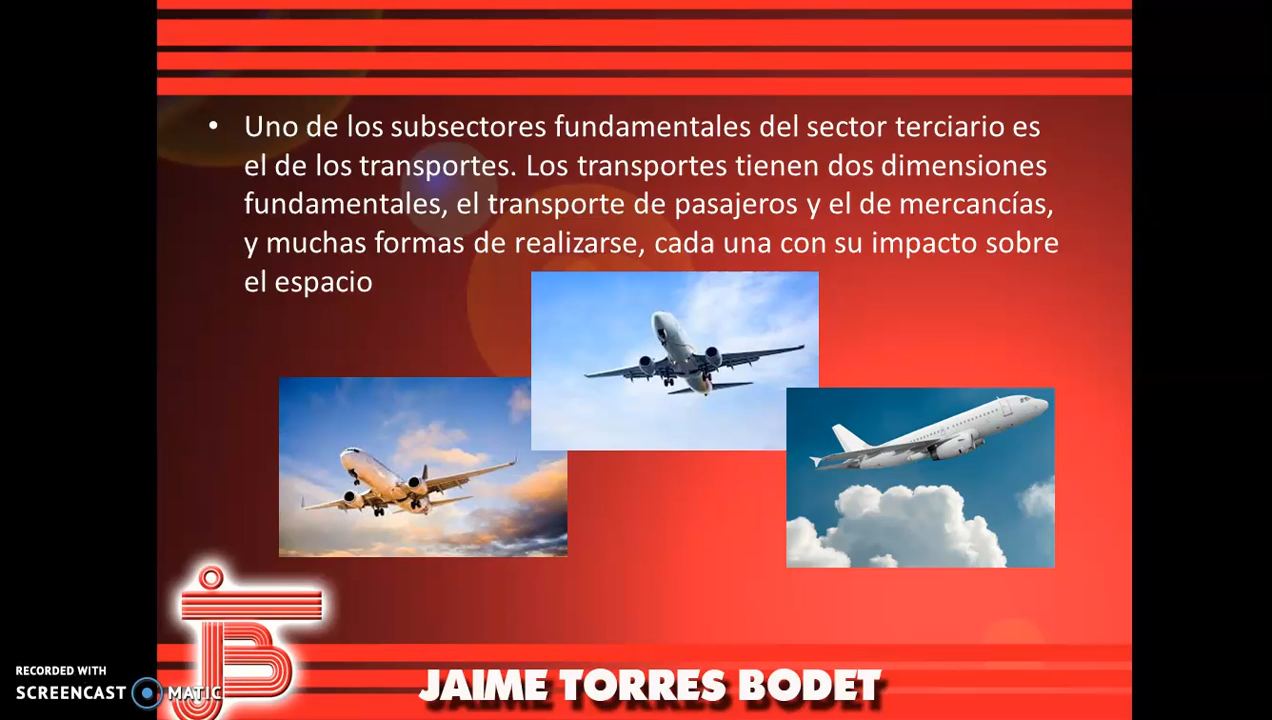 • Uno de los subsectores fundamentales del sector terciario es
el de los transportes. Los transportes tienen dos dimensiones
fundamentales, el transporte de pasajeros y el de mercancías,
y muchas formas de realizarse, cada una con su impacto sobre
el espacio
JTB
JAIME TORRES BODET
RECORDED WITH
SCREENCAST MATIC